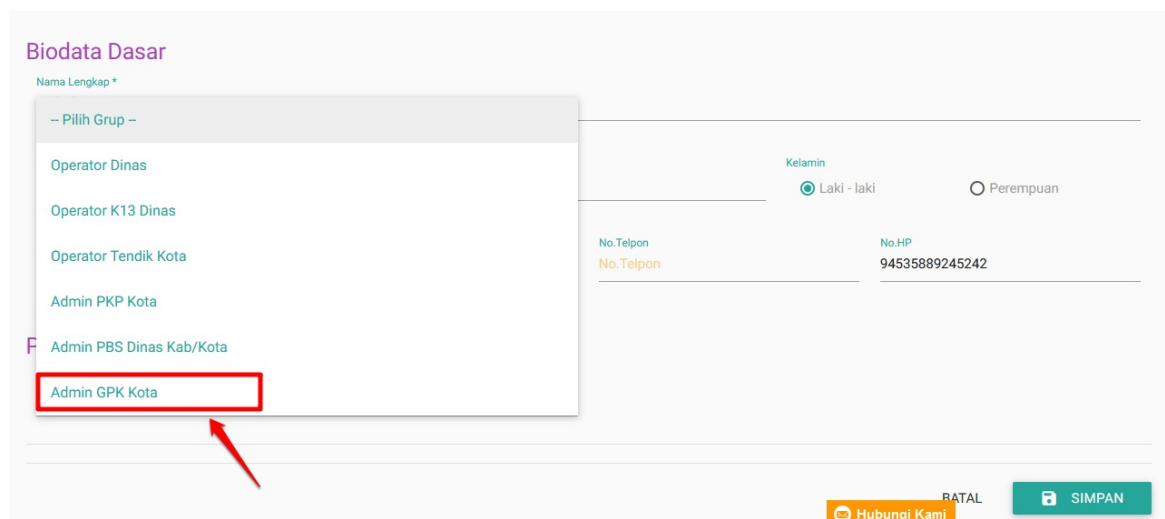 Biodata Dasar
Nama Lengkap *
-- Pilih Grup --
Operator Dinas
Kelamin
Laki - laki
Perempuan
Operator K13 Dinas
Operator Tendik Kota
No.Telpon
No.HP
No.Telpon
94535889245242
Admin PKP Kota
P
Admin PBS Dinas Kab/Kota
Admin GPK Kota
BATAL
SIMPAN
Hubungi Kami